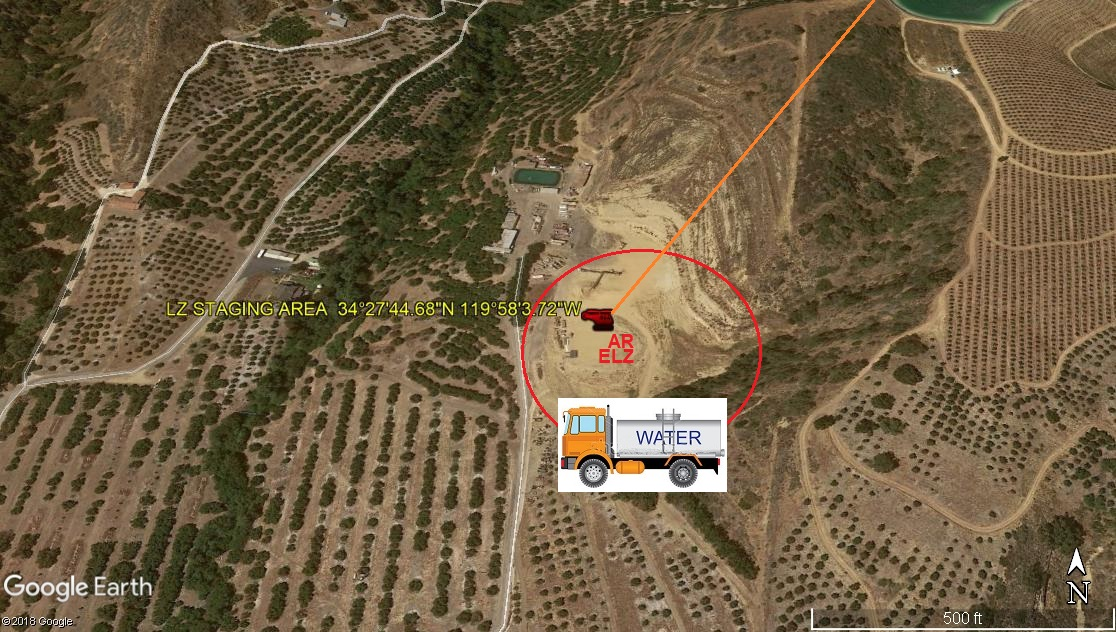 LZ STAGING AREA 34°27'44.68"N 119°58'3.72"W
AR
ELZ
WATER
Google Earth
©2018 Google
N
500 ft